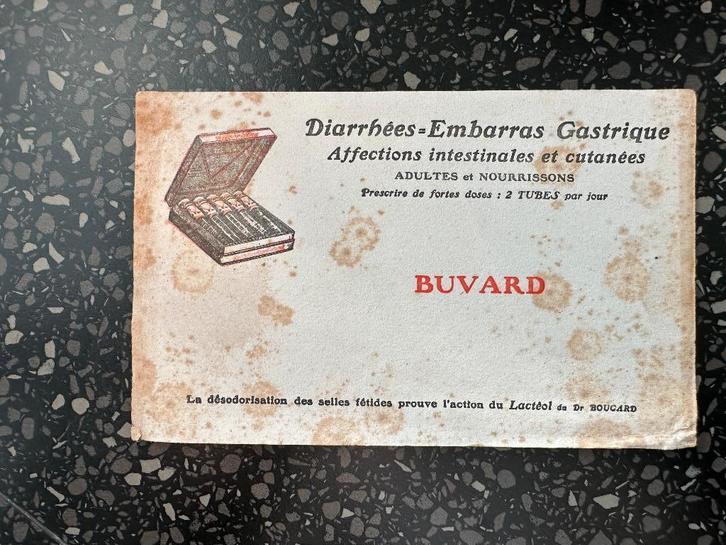 Diarrhées=Embarras Gastrique
Affections intestinales et cutanées
ADULTES et NOURRISSONS
Prescrire de fortes doses : 2 TUBES par jour
BUVARD
La désodorisation des selles fétides prouve l'action du Lactéol du Dr BOUCARD